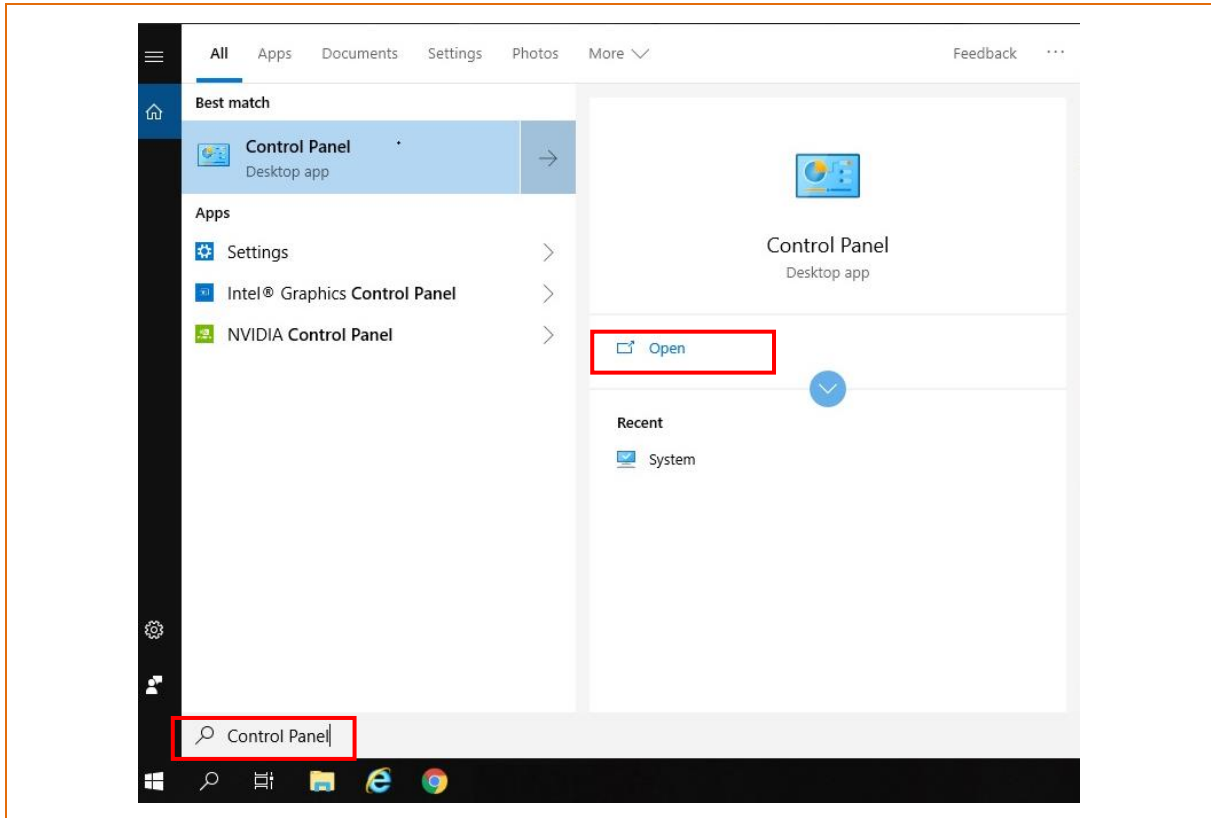 All Apps Documents Settings Photos More Feedback ...
Best match
Control Panel
Desktop app
Apps
Settings
Intel® Graphics Control Panel
NVIDIA Control Panel
Control Panel
Desktop app
Open
Recent
System
Control Panel